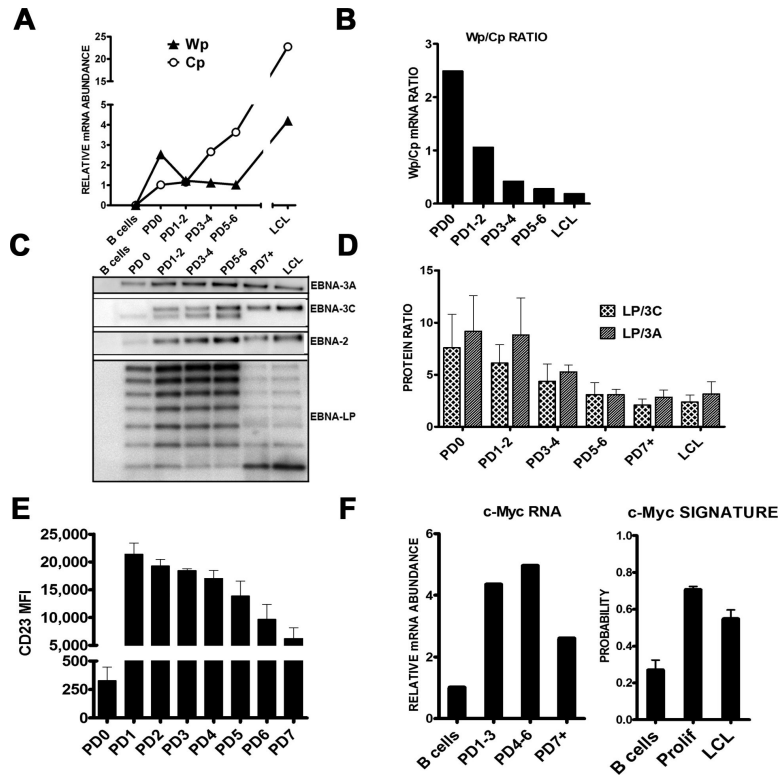 A
RELATIVE mRNA ABUNDANCE
25
20
15
10
5
4
3
2
1
0
Wp
Cp
B cells
PD0
PD1-2
PD3-4
PD5-6
LCL
B
Wp/Cp RATIO
Wp/Cp mRNA RATIO
3
2
1
0
PD0
PD1-2
PD3-4
PD5-6
LCL
C
B cells
PD 0
PD1-2
PD3-4
PD5-6
PD7+
LCL
EBNA-3A
EBNA-3C
EBNA-2
EBNA-LP
D
PROTEIN RATIO
15
10
5
0
LP/3C
LP/3A
PD0
PD1-2
PD3-4
PD5-6
PD7+
LCL
E
CD23 MFI
25,000
20,000
15,000
10,000
5,000
500
250
0
PD0
PD1
PD2
PD3
PD4
PD5
PD6
PD7
F
c-Myc RNA
RELATIVE mRNA ABUNDANCE
6
4
2
0
B cells
PD1-3
PD4-6
PD7+
c-Myc SIGNATURE
PROBABILITY
1.0
0.8
0.6
0.4
0.2
0.0
B cells
Prolif
LCL